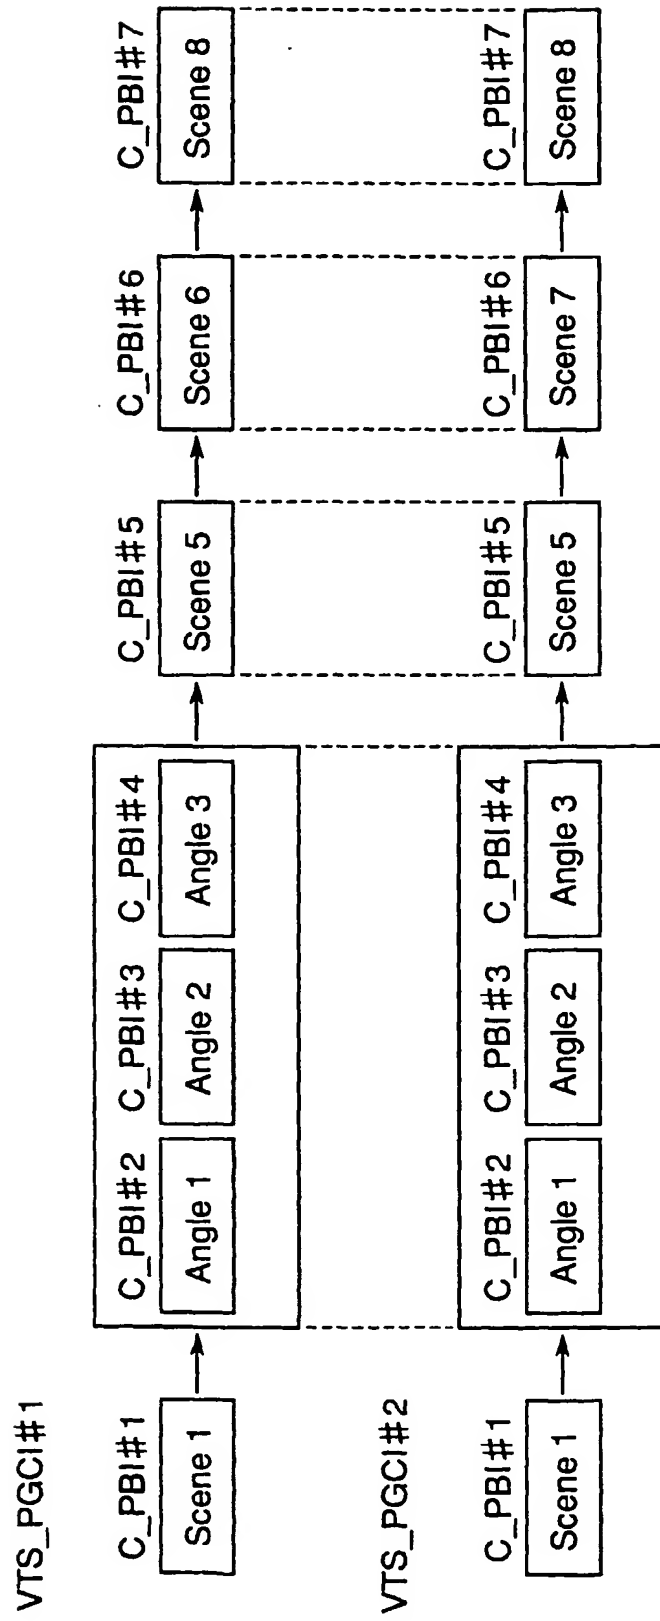 VTS_PGCI#1
C_PBI#1 C_PBI#2 C_PBI#3 C_PBI#4 C_PBI#5 C_PBI#6 C_PBI#7
Scene 1 Angle 1 Angle 2 Angle 3 Scene 5 Scene 6 Scene 8
VTS_PGCI#2
C_PBI#1 C_PBI#2 C_PBI#3 C_PBI#4 C_PBI#5 C_PBI#6 C_PBI#7
Scene 1 Angle 1 Angle 2 Angle 3 Scene 5 Scene 7 Scene 8